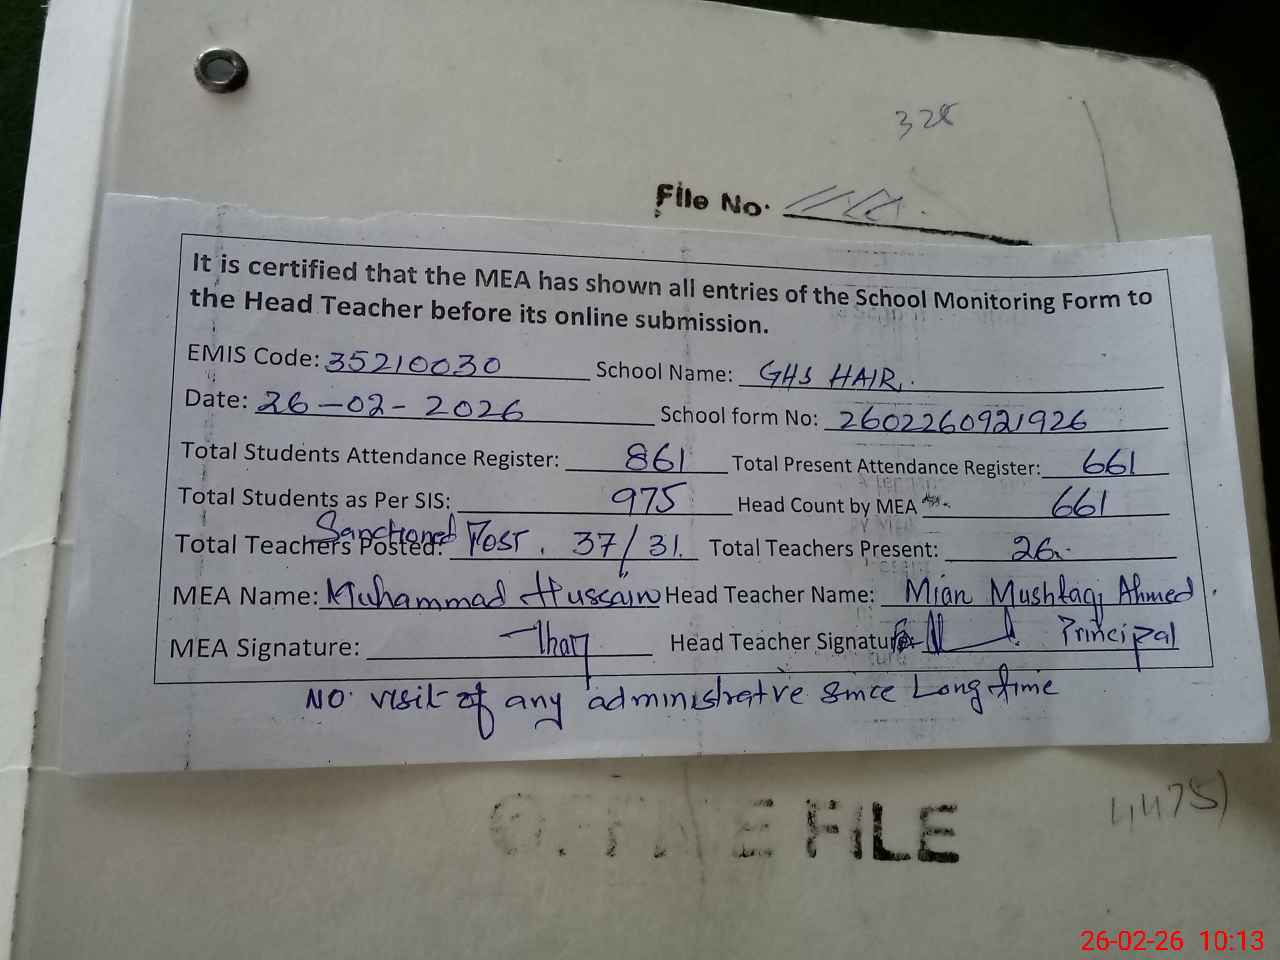 328
File No.
It is certified that the MEA has shown all entries of the School Monitoring Form to
the Head Teacher before its online submission.
EMIS Code: 35210030 School Name: GHS HAIR.
Date: 26-02-2026 School form No: 2602260921926
Total Students Attendance Register: 861 Total Present Attendance Register: 661
Total Students as Per SIS: 975 Head Count by MEA 661
Sanctioned
Total Teachers Posted: Post. 37/31. Total Teachers Present: 26.
MEA Name: Muhammad Hussain Head Teacher Name: Mian Mushtaq Ahmed
MEA Signature: Head Teacher Signature: Principal
NO visit of any administratve Smce Long time
FILE
26-02-26 10:13